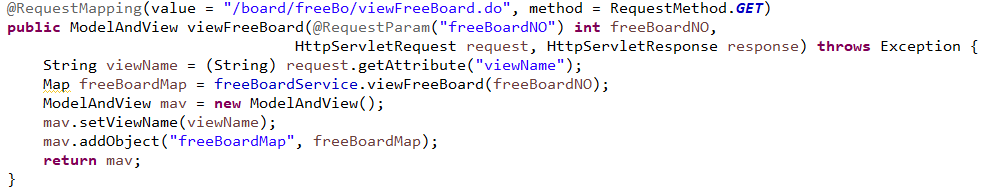 @RequestMapping(value = "/board/freeBo/viewFreeBoard.do", method = RequestMethod.GET)
public ModelAndView viewFreeBoard(@RequestParam("freeBoardNO") int freeBoardNO,
                                  HttpServletRequest request, HttpServletResponse response) throws Exception {
    String viewName = (String) request.getAttribute("viewName");
    Map freeBoardMap = freeBoardService.viewFreeBoard(freeBoardNO);
    ModelAndView mav = new ModelAndView();
    mav.setViewName(viewName);
    mav.addObject("freeBoardMap", freeBoardMap);
    return mav;
}